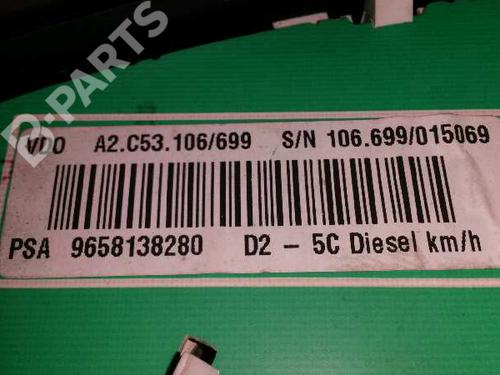 B-PARTS
VDO A2.C53.106/699 S/N 106.699/015069
PSA 9658138280 D2 - 5C Diesel km/h